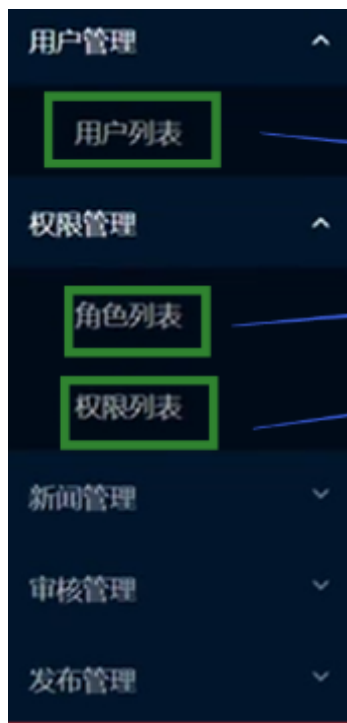 用户管理
用户列表
权限管理
角色列表
权限列表
新闻管理
审核管理
发布管理